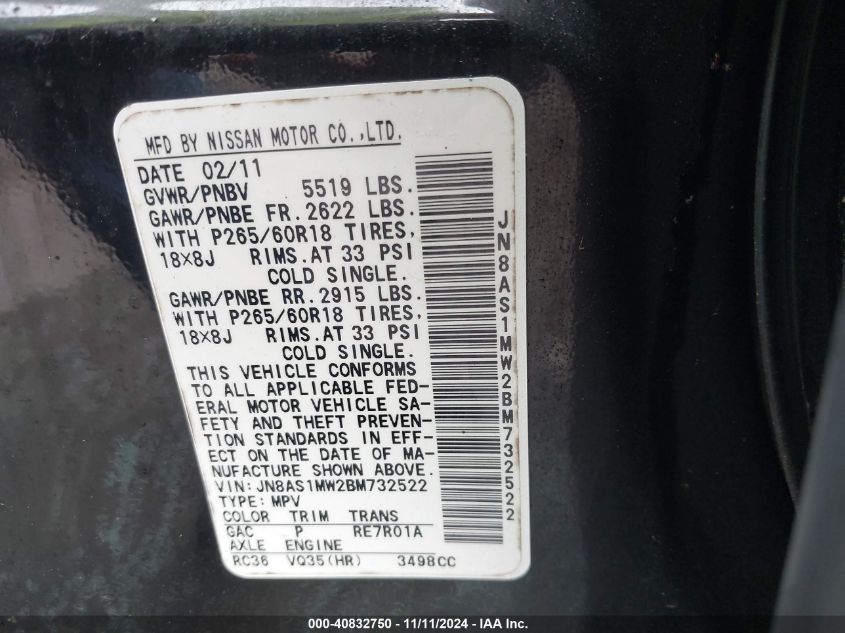 MFD BY NISSAN MOTOR CO.,LTD.
DATE 02/11
GVWR/PNBV 5519 LBS.
GAWR/PNBE FR.2622 LBS.
WITH P265/60R18 TIRES,
18×8J RIMS.AT 33 PSI
COLD SINGLE.
GAWR/PNBE RR.2915 LBS.
WITH P265/60R18 TIRES,
18×8J RIMS.AT 33 PSI
COLD SINGLE.
THIS VEHICLE CONFORMS
TO ALL APPLICABLE FED-
ERAL MOTOR VEHICLE SA-
FETY AND THEFT PREVEN-
TION STANDARDS IN EFF-
ECT ON THE DATE OF MA-
NUFACTURE SHOWN ABOVE.
VIN:JN8AS1MW2BM732522
TYPE:MPV
COLOR TRIM TRANS
GAC P RE7R01A
AXLE ENGINE
RC36 VQ35(HR) 3498CC
JN8AS1MW2BM732522
000-40832750 - 11/11/2024 - IAA Inc.